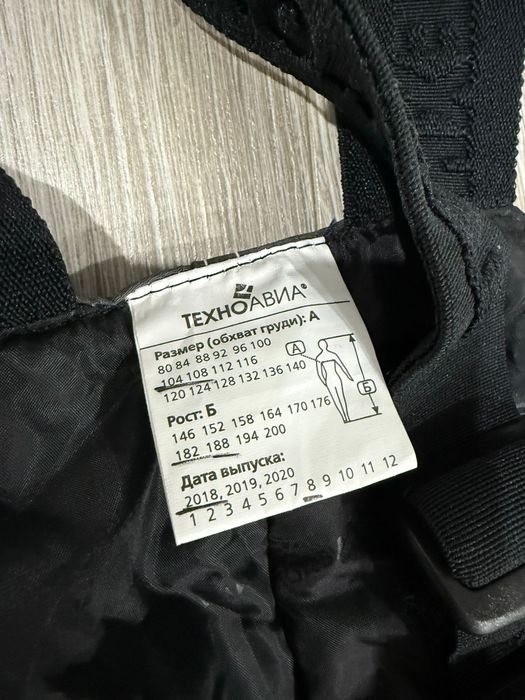 ТЕХНОАВИА®
Размер (обхват груди): А
80 84 88 92 96 100
104 108 112 116
120 124 128 132 136 140
А
Б
Рост: Б
146 152 158 164 170 176
182 188 194 200
Дата выпуска:
2018, 2019, 2020
1 2 3 4 5 6 7 8 9 10 11 12